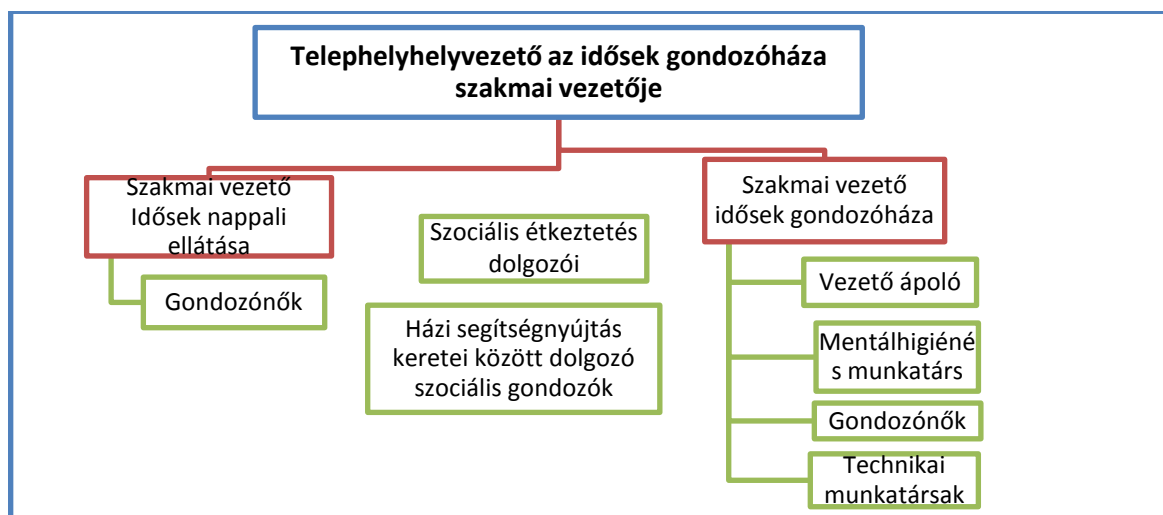 Telephelyhelyvezető az idősek gondozóháza
szakmai vezetője
Szakmai vezető
Idősek nappali
ellátása
Gondozónők
Szociális étkeztetés
dolgozói
Házi segítségnyújtás
keretei között dolgozó
szociális gondozók
Szakmai vezető
idősek gondozóháza
Vezető ápoló
Mentálhigiéné
s munkatárs
Gondozónők
Technikai
munkatársak